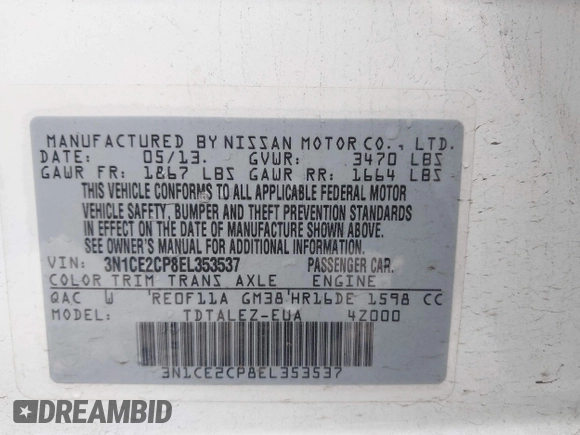 MANUFACTURED BY NISSAN MOTOR CO., LTD.
DATE: 05/13. GVWR: 3470 LBS
GAWR FR: 1867 LBS GAWR RR: 1664 LBS
THIS VEHICLE CONFORMS TO ALL APPLICABLE FEDERAL MOTOR
VEHICLE SAFETY, BUMPER AND THEFT PREVENTION STANDARDS
IN EFFECT ON THE DATE OF MANUFACTURE SHOWN ABOVE.
SEE OWNER'S MANUAL FOR ADDITIONAL INFORMATION.
VIN: 3N1CE2CP8EL353537 PASSENGER CAR.
COLOR TRIM TRANS AXLE ENGINE
QAC W RE0F11A GM38 HR16DE 1598 CC
MODEL: TDTALEZ-EUA 4Z000
3N1CE2CP8EL353537
DREAMBID